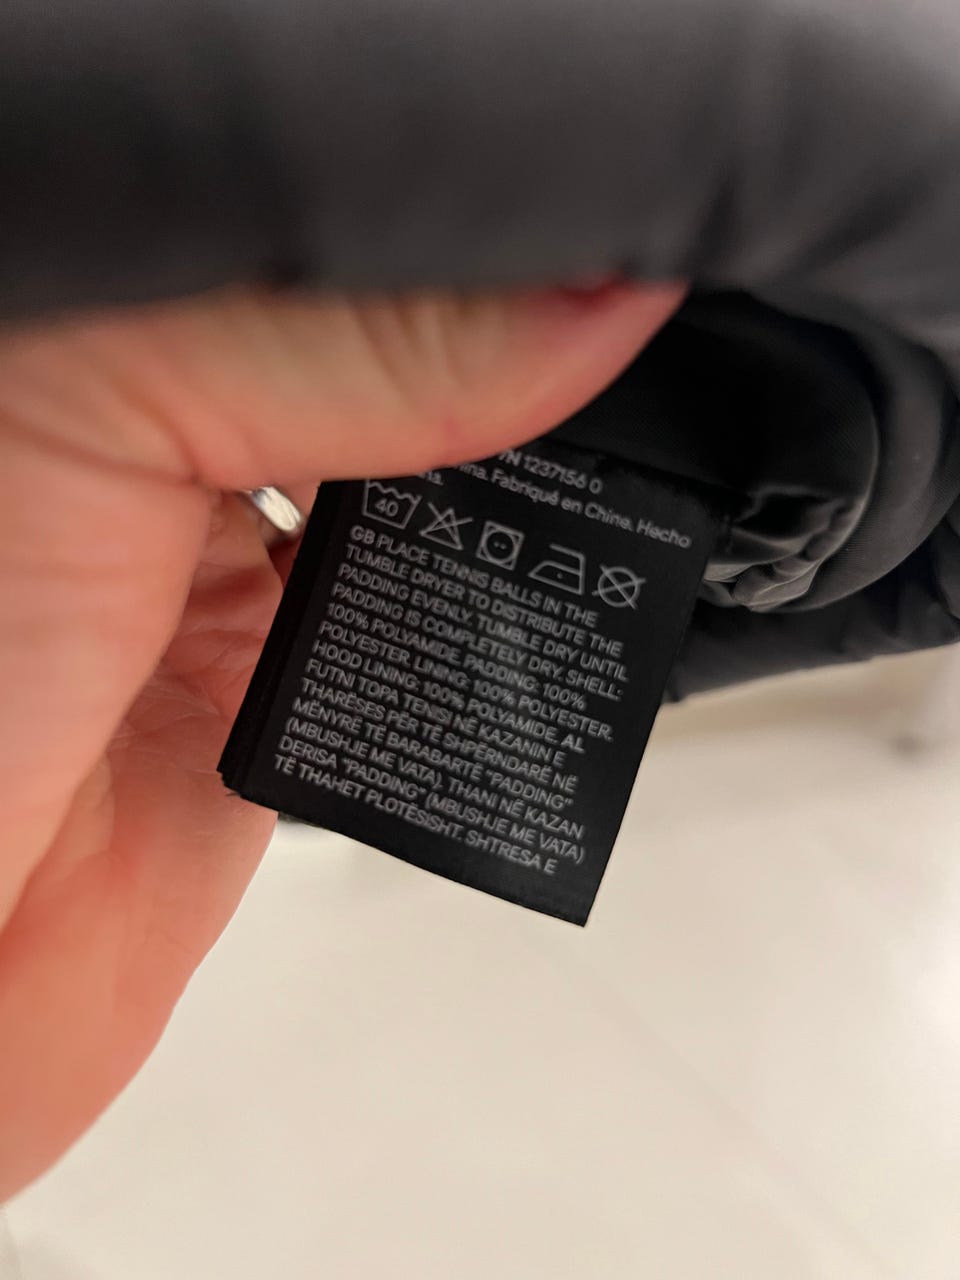 1237156 0
Fabriqué en Chine. Hecho
40
GB PLACE TENNIS BALLS IN THE
TUMBLE DRYER TO DISTRIBUTE THE
PADDING EVENLY. TUMBLE DRY UNTIL
PADDING IS COMPLETELY DRY. SHELL:
100% POLYAMIDE. PADDING: 100%
POLYESTER. LINING: 100% POLYESTER.
HOOD LINING: 100% POLYAMIDE. AL
FUTNI TOPA TENISI NË KAZANIN E
THARËSES PËR TË SHPËRNDARË NË
MËNYRË TË BARABARTË "PADDING"
(MBUSHJE ME VATA). THANI NË KAZAN
DERISA "PADDING" (MBUSHJE ME VATA)
TË THAHET PLOTËSISHT. SHTRESA E